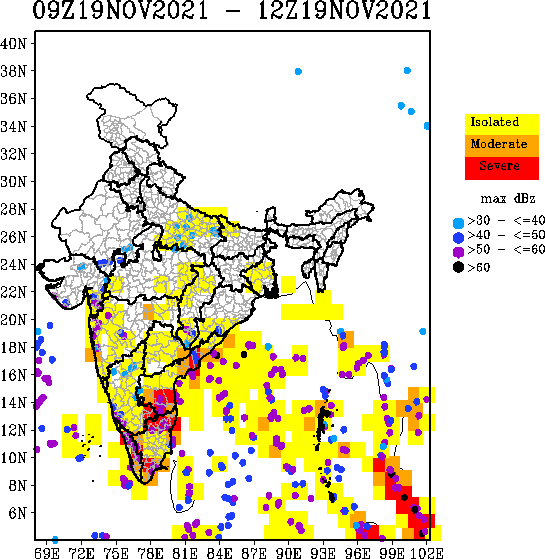 09Z19NOV2021 - 12Z19NOV2021
40N
38N
36N
34N
32N
30N
28N
26N
24N
22N
20N
18N
16N
14N
12N
10N
8N
6N
69E 72E 75E 78E 81E 84E 87E 90E 93E 96E 99E 102E
Isolated
Moderate
Severe
max dBz
>30 - <=40
>40 - <=50
>50 - <=60
>60